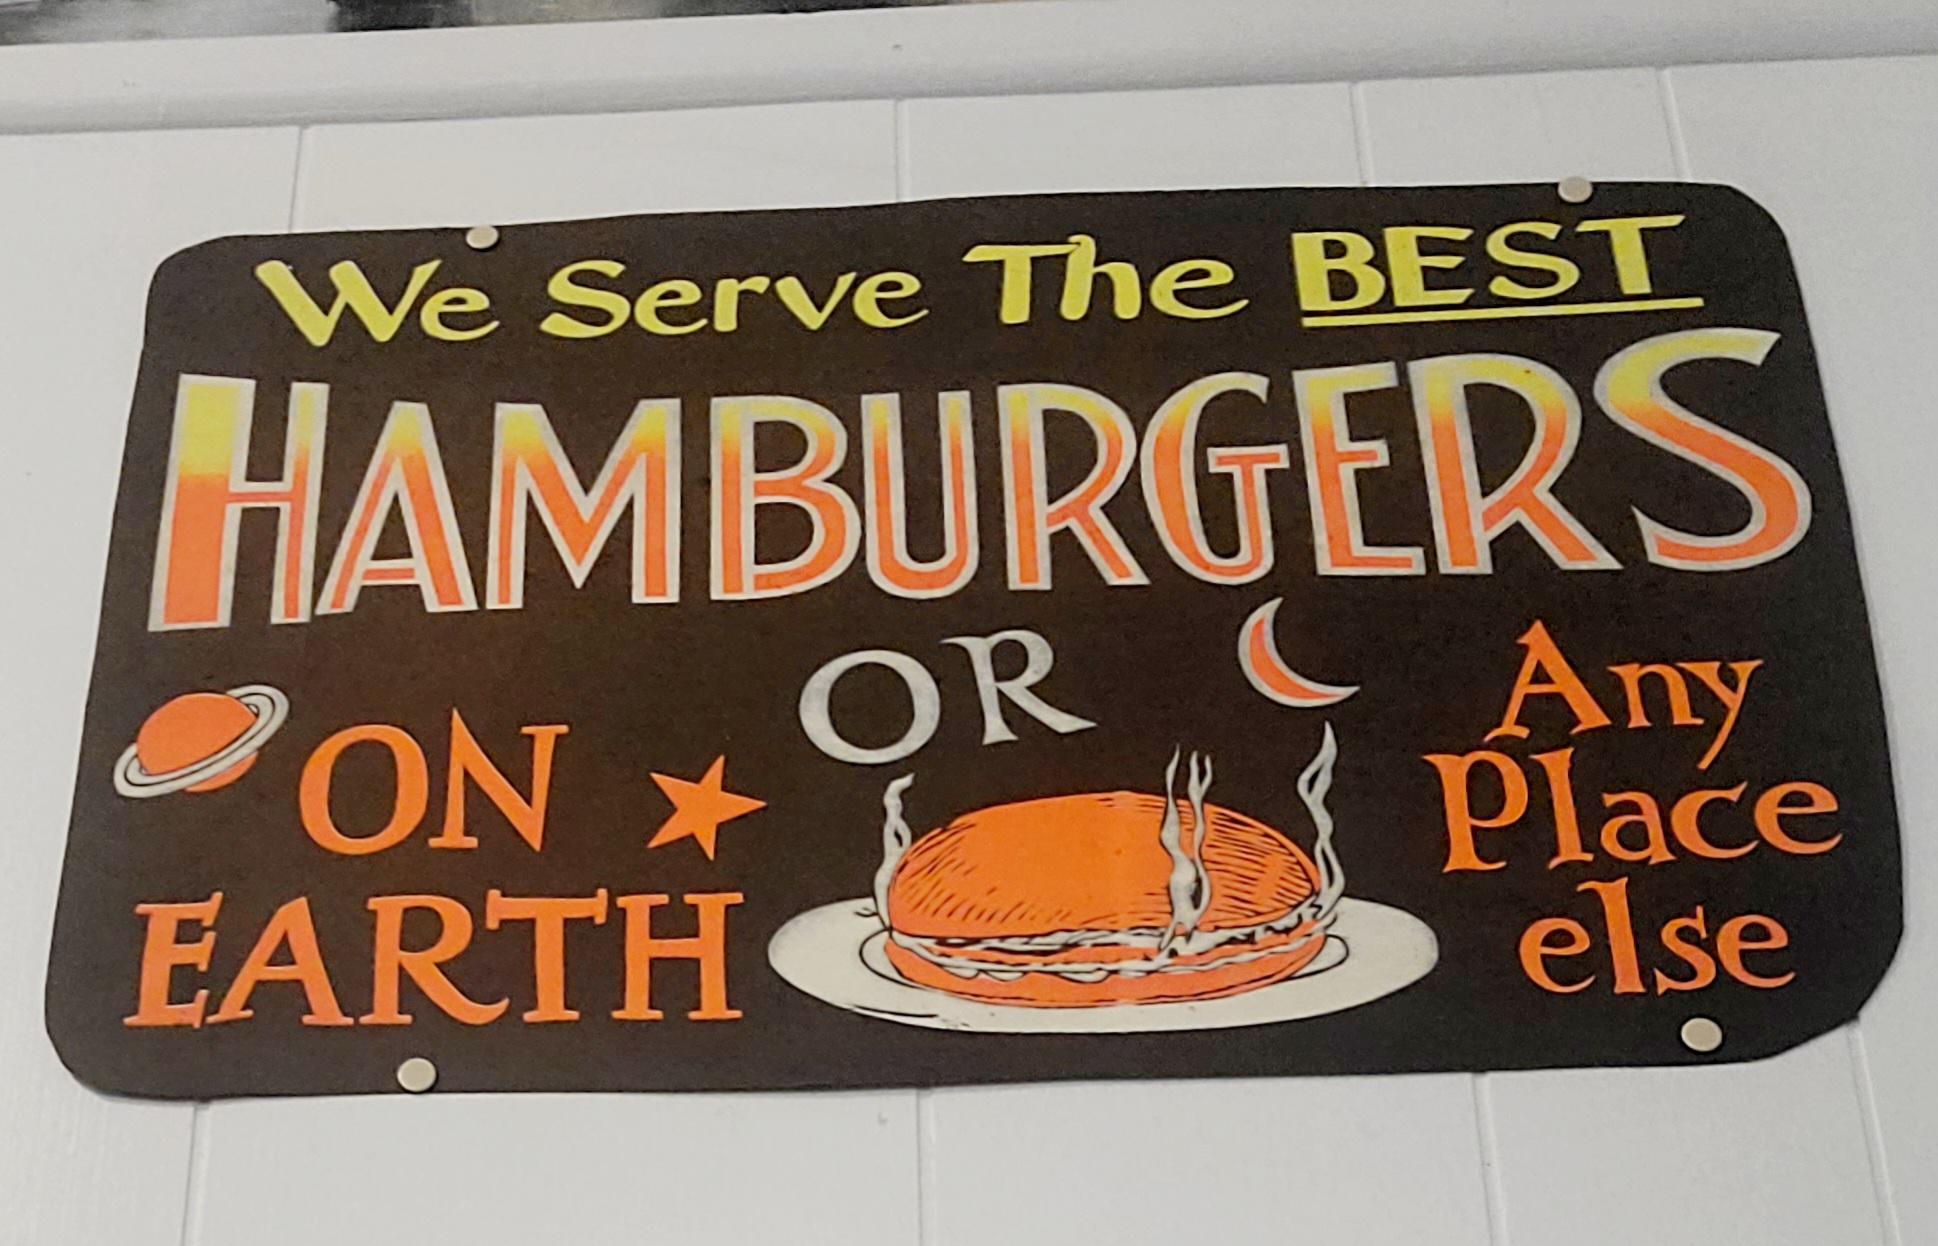 We Serve The BEST
HAMBURGERS
ON
EARTH
OR
Any
Place
else